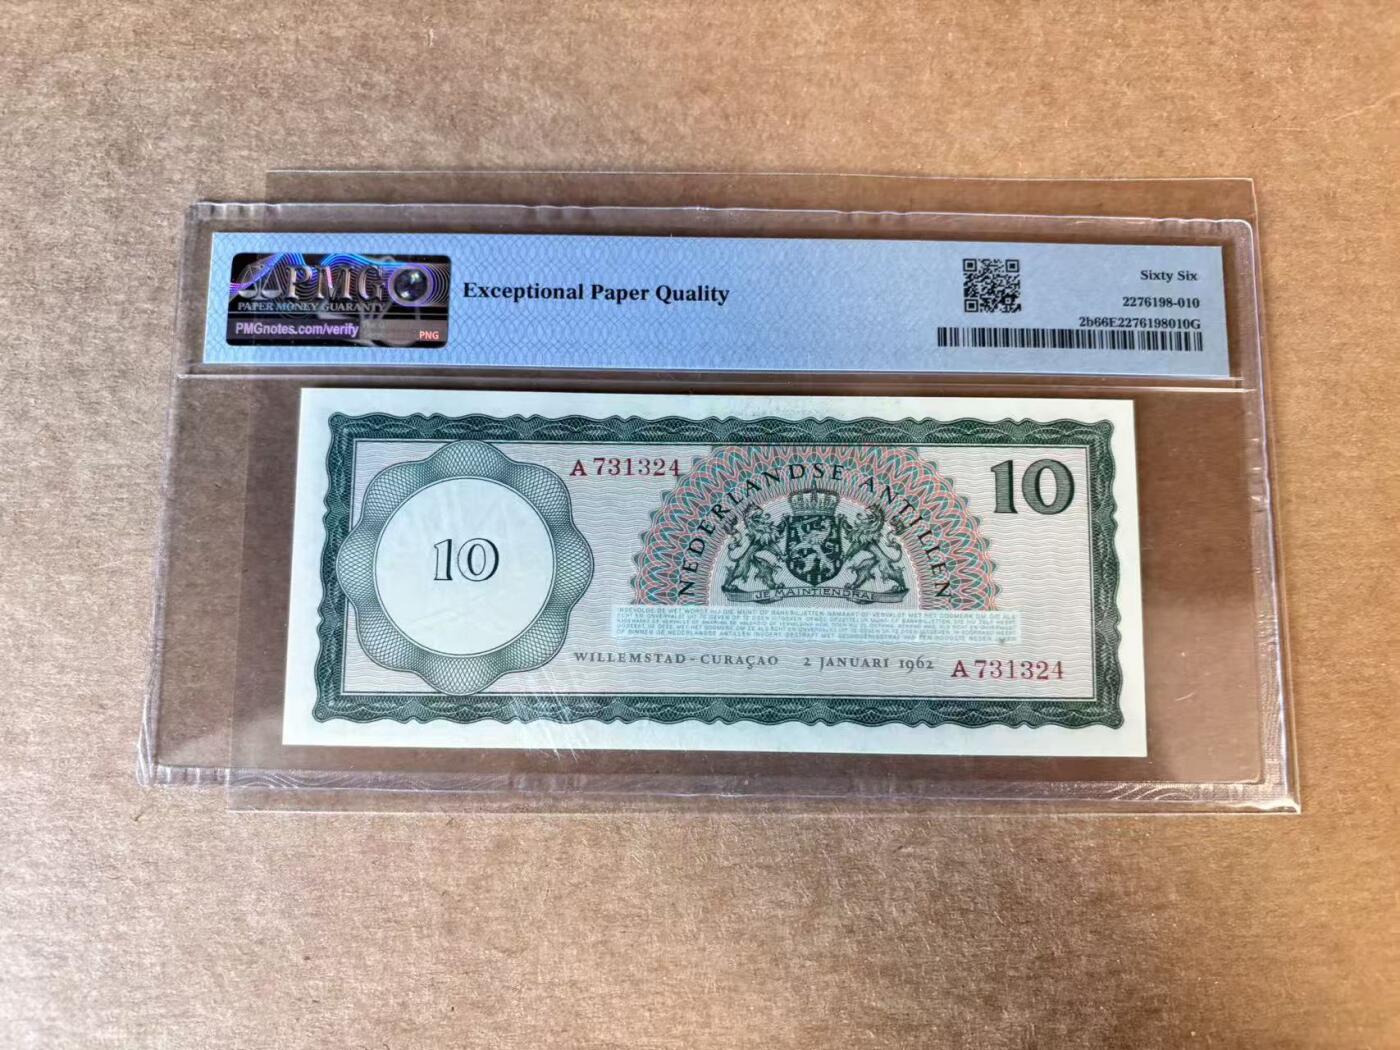 PMG
PAPER MONEY GUARANTY
PMGnotes.com/verify
PNG
Exceptional Paper Quality
Sixty Six
2276198-010
2b66E2276198010G
A 731324
NEDERLANDSE ANTILLEN
10
10
JE MAINTIENDRAI
WILLEMSTAD-CURAÇAO 2 JANUARI 1962
A 731324